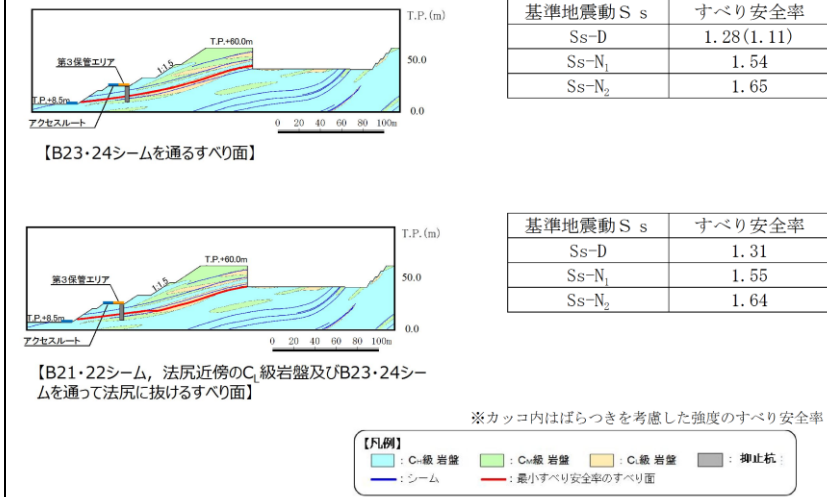 T.P.(m)
T.P.+60.0m
第3保管エリア
1:1.5
50.0
T.P.+8.5m
0.0
アクセスルート
0 20 40 60 80 100m
【B23・24シームを通るすべり面】
基準地震動Ss すべり安全率
Ss-D 1.28(1.11)
Ss-N₁ 1.54
Ss-N₂ 1.65
T.P.(m)
T.P.+60.0m
第3保管エリア
1:1.5
50.0
T.P.+8.5m
0.0
アクセスルート
0 20 40 60 80 100m
【B21・22シーム，法尻近傍のCL級岩盤及びB23・24シー
ムを通って法尻に抜けるすべり面】
基準地震動Ss すべり安全率
Ss-D 1.31
Ss-N₁ 1.55
Ss-N₂ 1.64
※カッコ内はばらつきを考慮した強度のすべり安全率
【凡例】
：CH級 岩盤 ：CM級 岩盤 ：CL級 岩盤 ：抑止杭
：シーム ：最小すべり安全率のすべり面